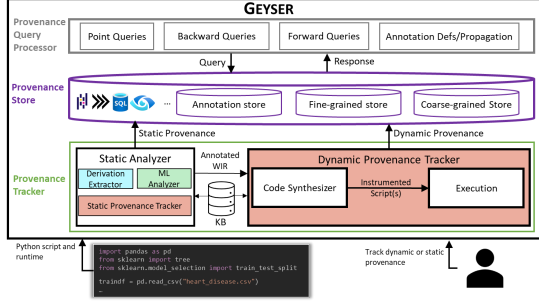 GEYSER
Provenance
Query
Processor
Point Queries
Backward Queries
Forward Queries
Annotation Defs/Propagation
Query
Response
Provenance
Store
SQL
...
Annotation store
Fine-grained store
Coarse-grained Store
Static Provenance
Dynamic Provenance
Provenance
Tracker
Static Analyzer
Derivation
Extractor
ML
Analyzer
Static Provenance Tracker
Annotated
WIR
KB
Dynamic Provenance Tracker
Code Synthesizer
Instrumented
Script(s)
Execution
Python script and
runtime
import pandas as pd
from sklearn import tree
from sklearn.model_selection import train_test_split
traindf = pd.read_csv("heart_disease.csv")
Track dynamic or static
provenance